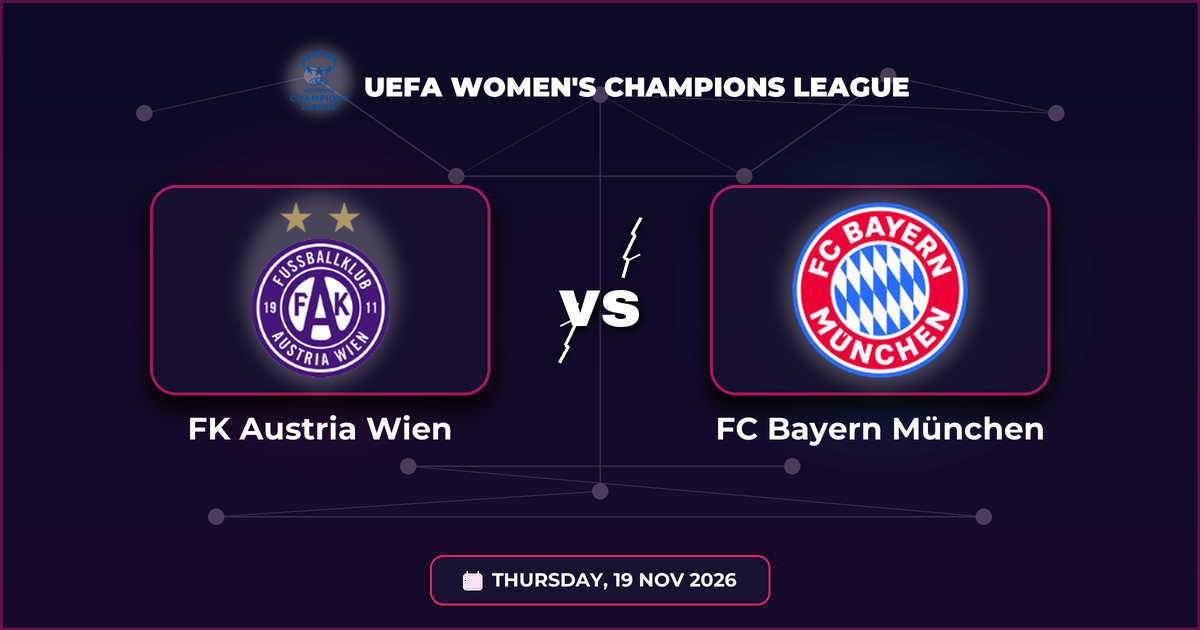 UEFA WOMEN'S CHAMPIONS LEAGUE
FUSSBALLKLUB
19 FAK 11
AUSTRIA WIEN
FC BAYERN
MÜNCHEN
VS
FK Austria Wien
FC Bayern München
THURSDAY, 19 NOV 2026